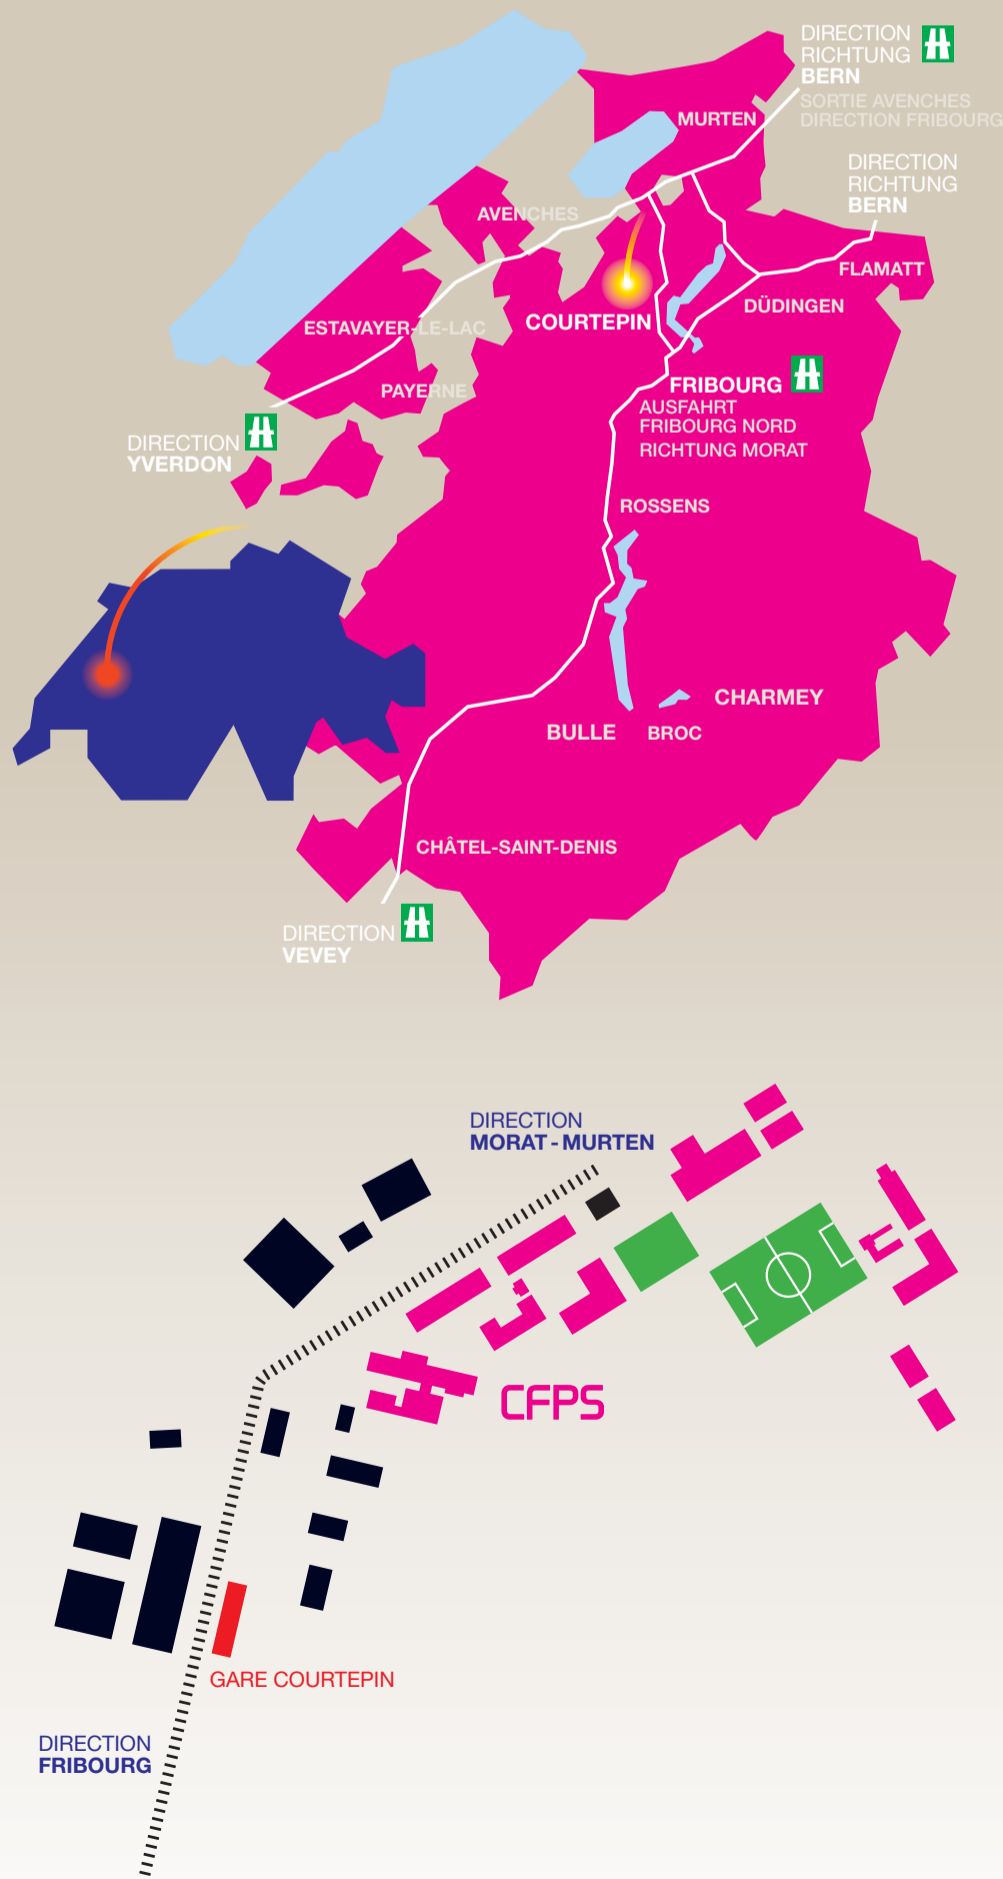 DIRECTION
RICHTUNG
BERN
SORTIE AVENCHES
DIRECTION FRIBOURG
MURTEN
DIRECTION
RICHTUNG
BERN
AVENCHES
FLAMATT
DÜDINGEN
COURTEPIN
ESTAVAYER-LE-LAC
PAYERNE
FRIBOURG
AUSFAHRT
FRIBOURG NORD
RICHTUNG MORAT
DIRECTION
YVERDON
ROSSENS
CHARMEY
BULLE
BROC
CHÂTEL-SAINT-DENIS
DIRECTION
VEVEY
DIRECTION
MORAT - MURTEN
CFPS
GARE COURTEPIN
DIRECTION
FRIBOURG